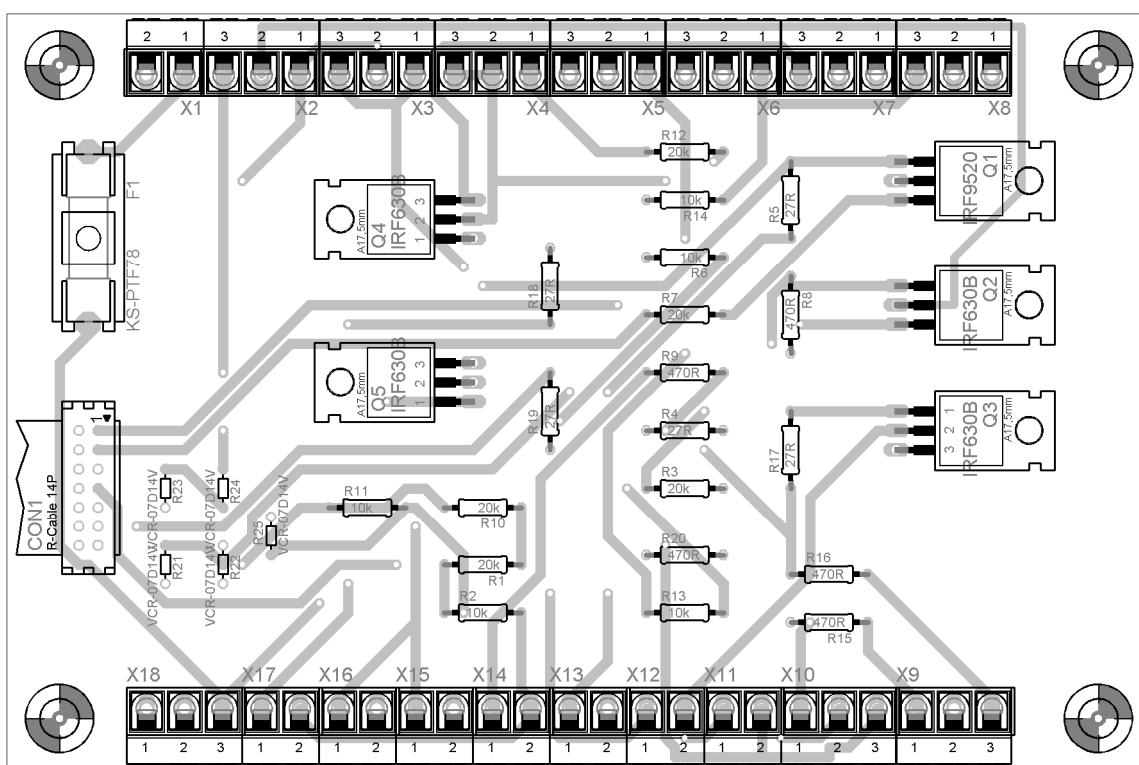 2 1 3 2 1 3 2 1 3 2 1 3 2 1 3 2 1 3 2 1 3 2 1
X1 X2 X3 X4 X5 X6 X7 X8
F1
KS-PTF78
R12
20k
10k
R14
10k
R6
R7
20k
R9
470R
R4
27R
R3
20k
R20
470R
R13
10k
R5
27R
470R
R8
R17
27R
R16
470R
470R
R15
Q1
IRF9520
A17,5mm
Q2
IRF630B
A17,5mm
1
2
3
Q3
IRF630B
A17,5mm
3
2
1
Q4
IRF630B
A17,5mm
3
2
1
Q5
IRF630B
A17,5mm
R18
27R
R19
27R
1
CON1
R-Cable 14P
VCR-07D14V
R23
VCR-07D14V
R24
VCR-07D14V
R25
VCR-07D14V
R21
VCR-07D14V
R22
R11
10k
20k
R10
20k
R1
R2
10k
X18 X17 X16 X15 X14 X13 X12 X11 X10 X9
1 2 3 1 2 1 2 1 2 1 2 1 2 1 2 1 2 1 2 3 1 2 3